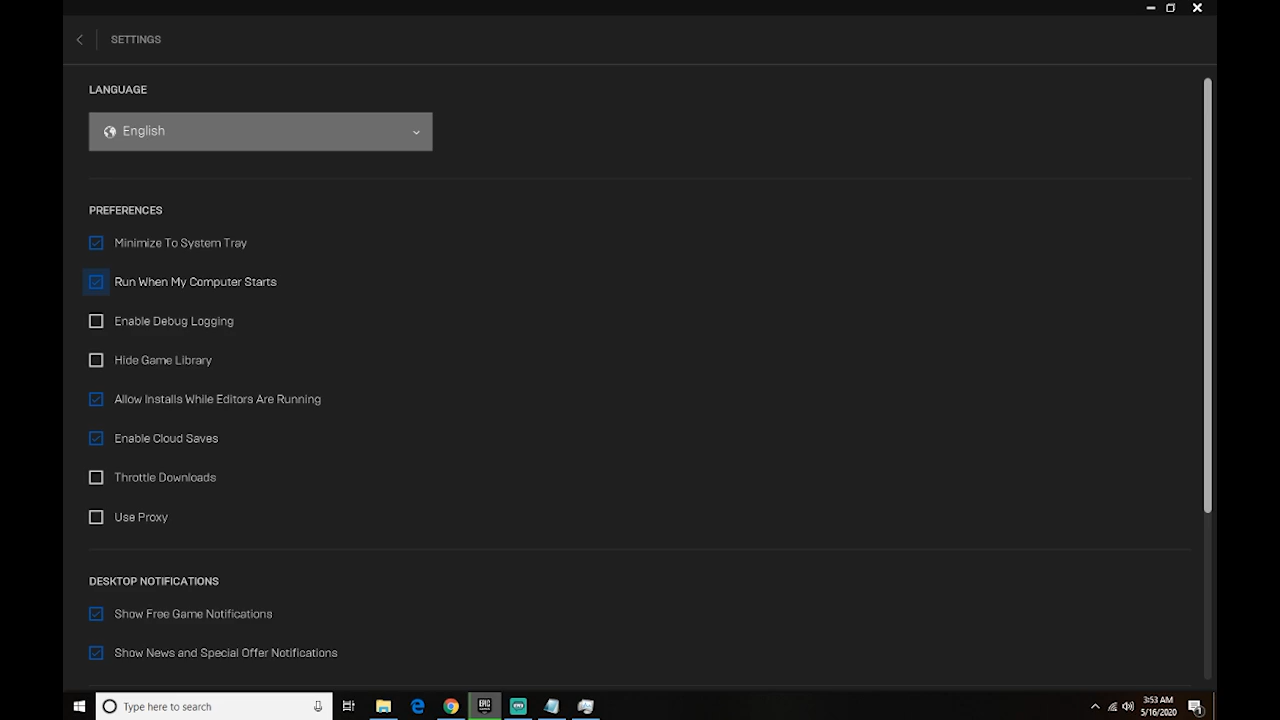 SETTINGS
LANGUAGE
English
PREFERENCES
Minimize To System Tray
Run When My Computer Starts
Enable Debug Logging
Hide Game Library
Allow Installs While Editors Are Running
Enable Cloud Saves
Throttle Downloads
Use Proxy
DESKTOP NOTIFICATIONS
Show Free Game Notifications
Show News and Special Offer Notifications
Type here to search
EPIC
3:53 AM
5/16/2020
1